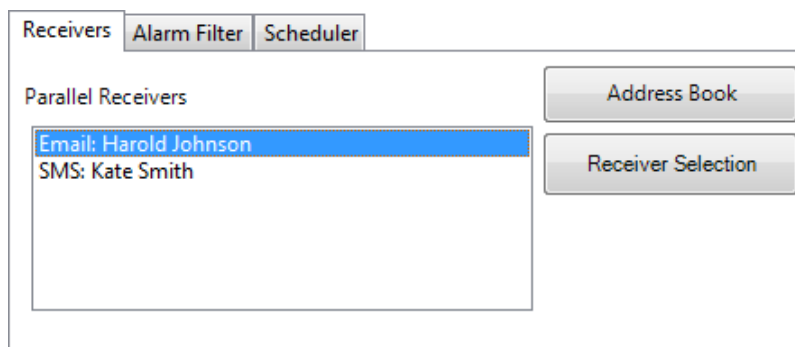 Receivers Alarm Filter Scheduler
Parallel Receivers
Address Book
Email: Harold Johnson
SMS: Kate Smith
Receiver Selection